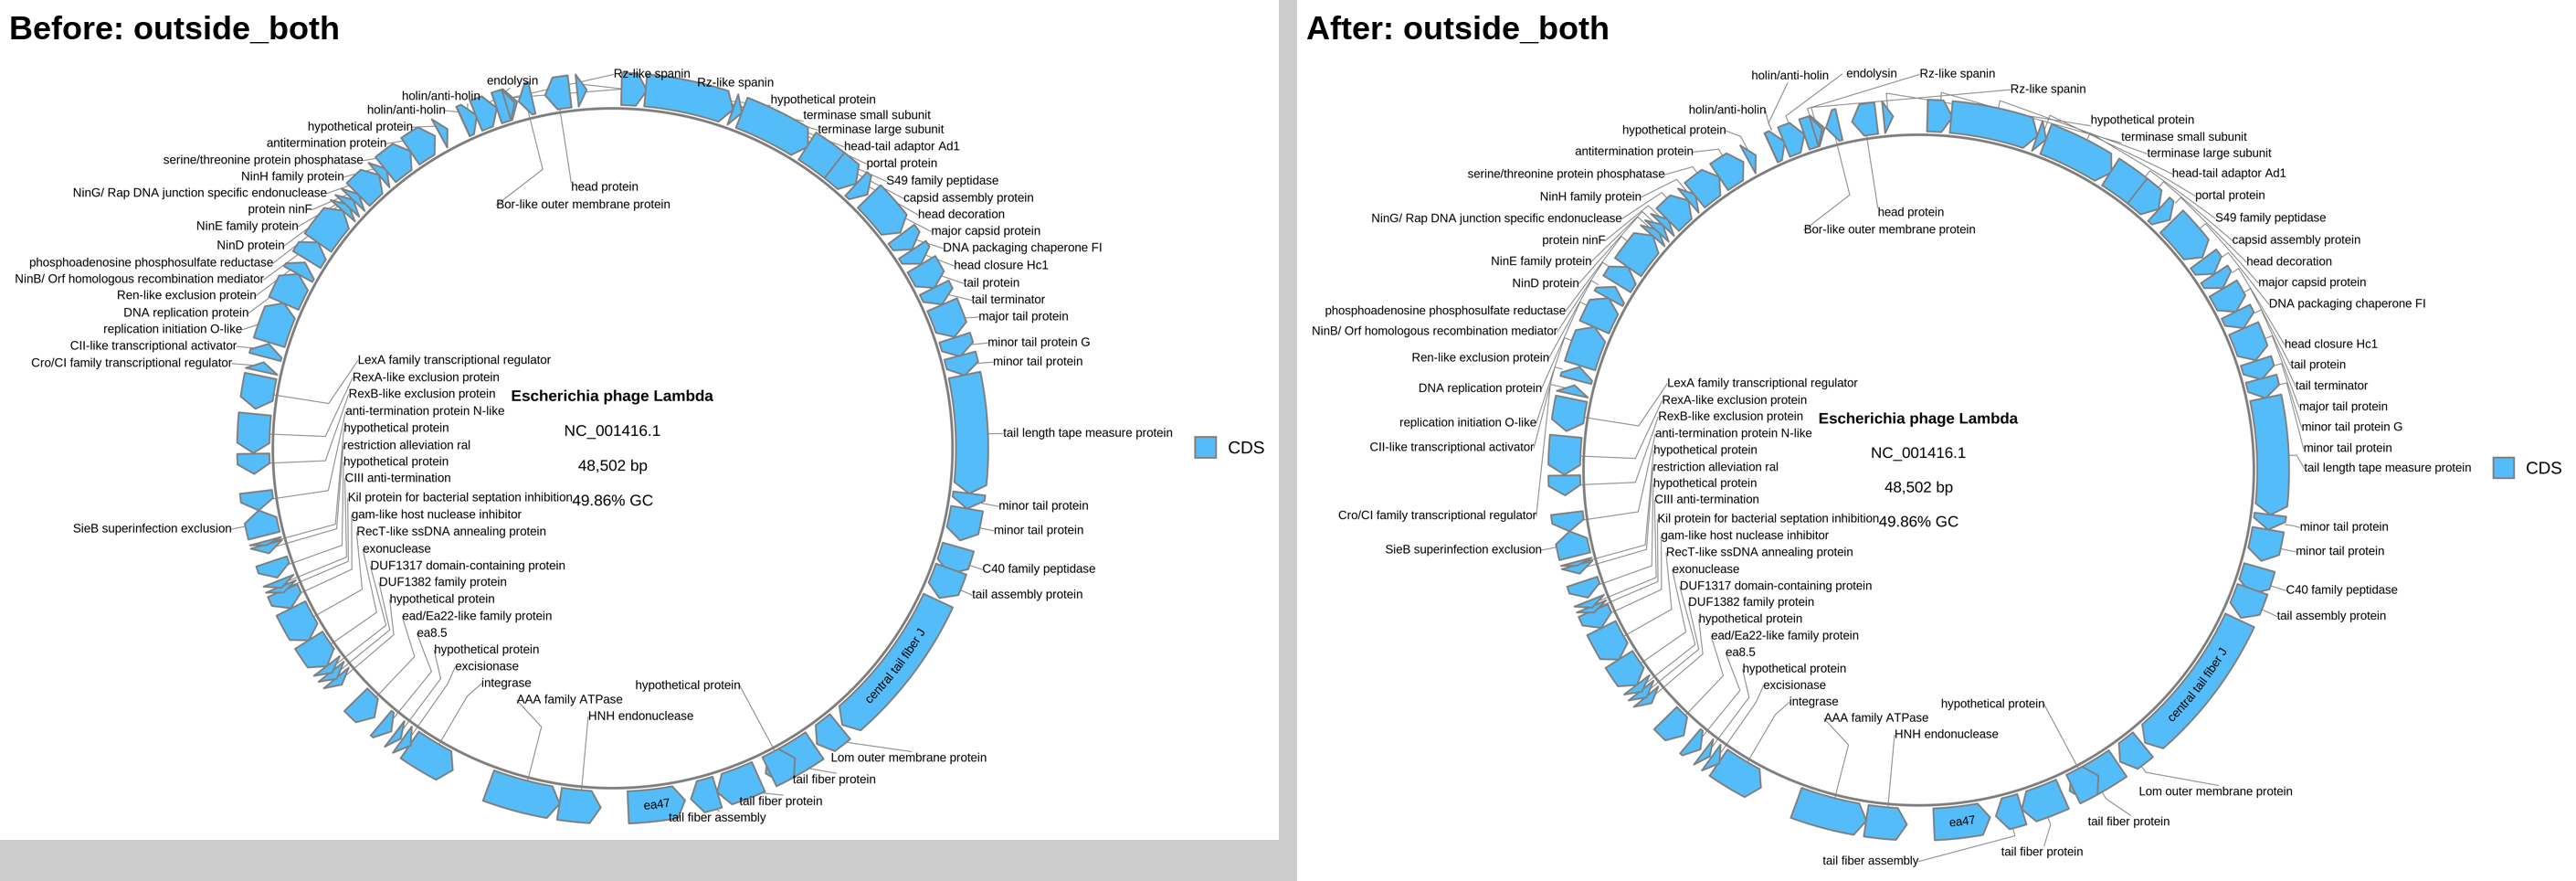 Before: outside_both
endolysin
Rz-like spanin
Rz-like spanin
holin/anti-holin
holin/anti-holin
hypothetical protein
antitermination protein
serine/threonine protein phosphatase
NinH family protein
NinG/ Rap DNA junction specific endonuclease
protein ninF
NinE family protein
NinD protein
phosphoadenosine phosphosulfate reductase
NinB/ Orf homologous recombination mediator
Ren-like exclusion protein
DNA replication protein
replication initiation O-like
CII-like transcriptional activator
Cro/CI family transcriptional regulator
SieB superinfection exclusion
hypothetical protein
terminase small subunit
terminase large subunit
head-tail adaptor Ad1
portal protein
S49 family peptidase
capsid assembly protein
head decoration
major capsid protein
DNA packaging chaperone FI
head closure Hc1
tail protein
tail terminator
major tail protein
minor tail protein G
minor tail protein
tail length tape measure protein
minor tail protein
minor tail protein
C40 family peptidase
tail assembly protein
central tail fiber J
Lom outer membrane protein
tail fiber protein
tail fiber protein
tail fiber assembly
ea47
head protein
Bor-like outer membrane protein
LexA family transcriptional regulator
RexA-like exclusion protein
RexB-like exclusion protein
anti-termination protein N-like
hypothetical protein
restriction alleviation ral
hypothetical protein
CIII anti-termination
Kil protein for bacterial septation inhibition
gam-like host nuclease inhibitor
RecT-like ssDNA annealing protein
exonuclease
DUF1317 domain-containing protein
DUF1382 family protein
hypothetical protein
ead/Ea22-like family protein
ea8.5
hypothetical protein
excisionase
integrase
AAA family ATPase
HNH endonuclease
hypothetical protein
Escherichia phage Lambda
NC_001416.1
48,502 bp
49.86% GC
CDS
After: outside_both
holin/anti-holin
endolysin
Rz-like spanin
Rz-like spanin
holin/anti-holin
hypothetical protein
antitermination protein
serine/threonine protein phosphatase
NinH family protein
NinG/ Rap DNA junction specific endonuclease
protein ninF
NinE family protein
NinD protein
phosphoadenosine phosphosulfate reductase
NinB/ Orf homologous recombination mediator
Ren-like exclusion protein
DNA replication protein
replication initiation O-like
CII-like transcriptional activator
Cro/CI family transcriptional regulator
SieB superinfection exclusion
hypothetical protein
terminase small subunit
terminase large subunit
head-tail adaptor Ad1
portal protein
S49 family peptidase
capsid assembly protein
head decoration
major capsid protein
DNA packaging chaperone FI
head closure Hc1
tail protein
tail terminator
major tail protein
minor tail protein G
minor tail protein
tail length tape measure protein
minor tail protein
minor tail protein
C40 family peptidase
tail assembly protein
central tail fiber J
Lom outer membrane protein
tail fiber protein
tail fiber protein
tail fiber assembly
ea47
head protein
Bor-like outer membrane protein
LexA family transcriptional regulator
RexA-like exclusion protein
RexB-like exclusion protein
anti-termination protein N-like
hypothetical protein
restriction alleviation ral
hypothetical protein
CIII anti-termination
Kil protein for bacterial septation inhibition
gam-like host nuclease inhibitor
RecT-like ssDNA annealing protein
exonuclease
DUF1317 domain-containing protein
DUF1382 family protein
hypothetical protein
ead/Ea22-like family protein
ea8.5
hypothetical protein
excisionase
integrase
AAA family ATPase
HNH endonuclease
hypothetical protein
Escherichia phage Lambda
NC_001416.1
48,502 bp
49.86% GC
CDS